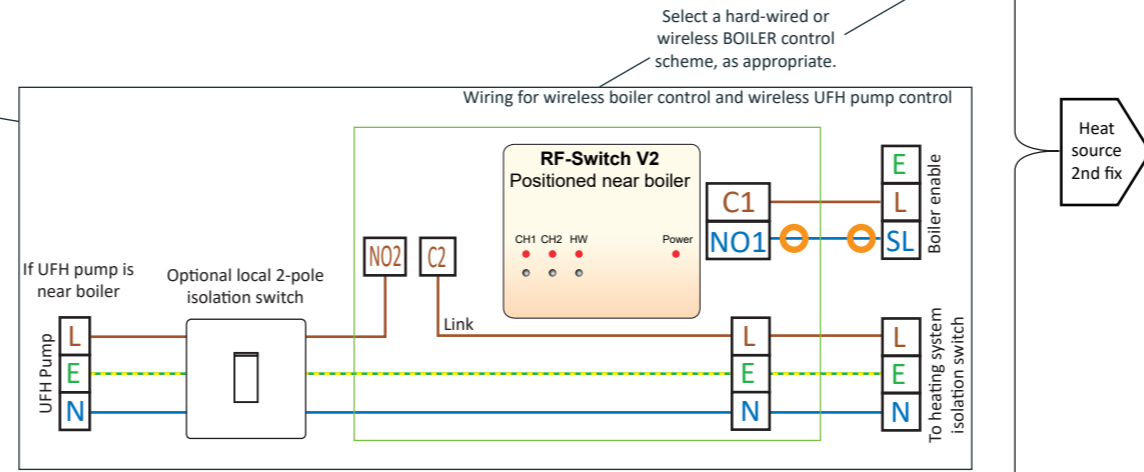 Select a hard-wired or
wireless BOILER control
scheme, as appropriate.
Wiring for wireless boiler control and wireless UFH pump control
Heat
source
2nd fix
RF-Switch V2
Positioned near boiler
CH1 CH2 HW Power
C1
NO1
E
L
SL
Boiler enable
NO2 C2
If UFH pump is
near boiler
Optional local 2-pole
isolation switch
Link
UFH Pump
L
E
N
L
E
N
L
E
N
To heating system
isolation switch